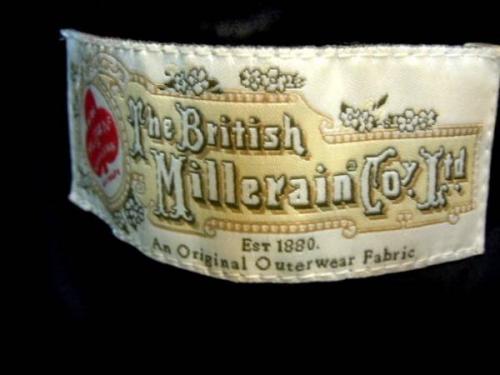 The British
Millerain Coy. Ltd
EST 1880.
An Original Outerwear Fabric